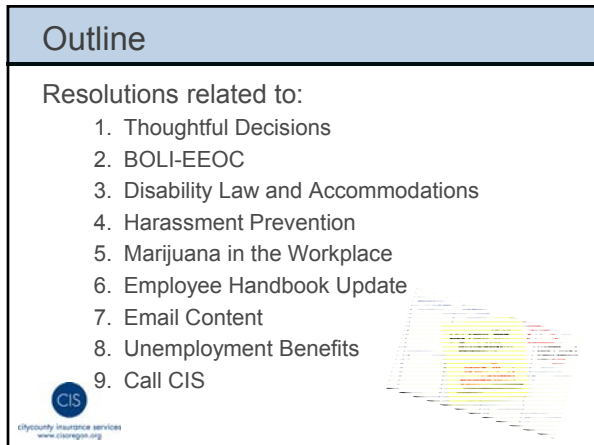 Outline
Resolutions related to:
1. Thoughtful Decisions
2. BOLI-EEOC
3. Disability Law and Accommodations
4. Harassment Prevention
5. Marijuana in the Workplace
6. Employee Handbook Update
7. Email Content
8. Unemployment Benefits
9. Call CIS
CIS
citycounty insurance services
www.cisoregon.org